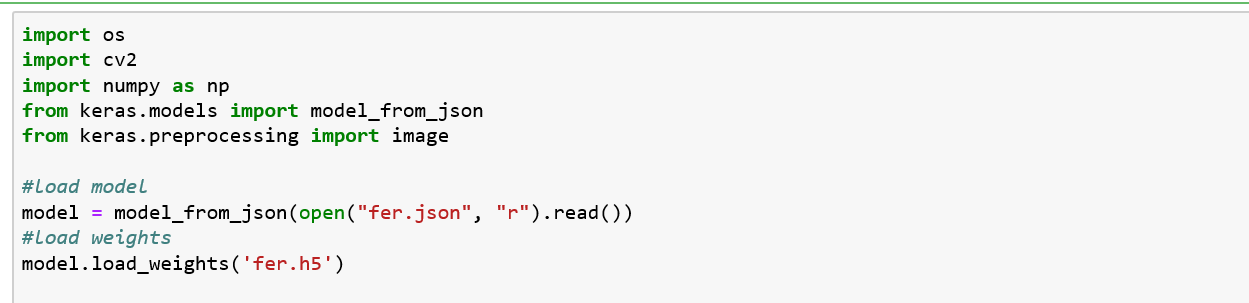 import os
import cv2
import numpy as np
from keras.models import model_from_json
from keras.preprocessing import image
#load model
model = model_from_json(open("fer.json", "r").read())
#load weights
model.load_weights('fer.h5')